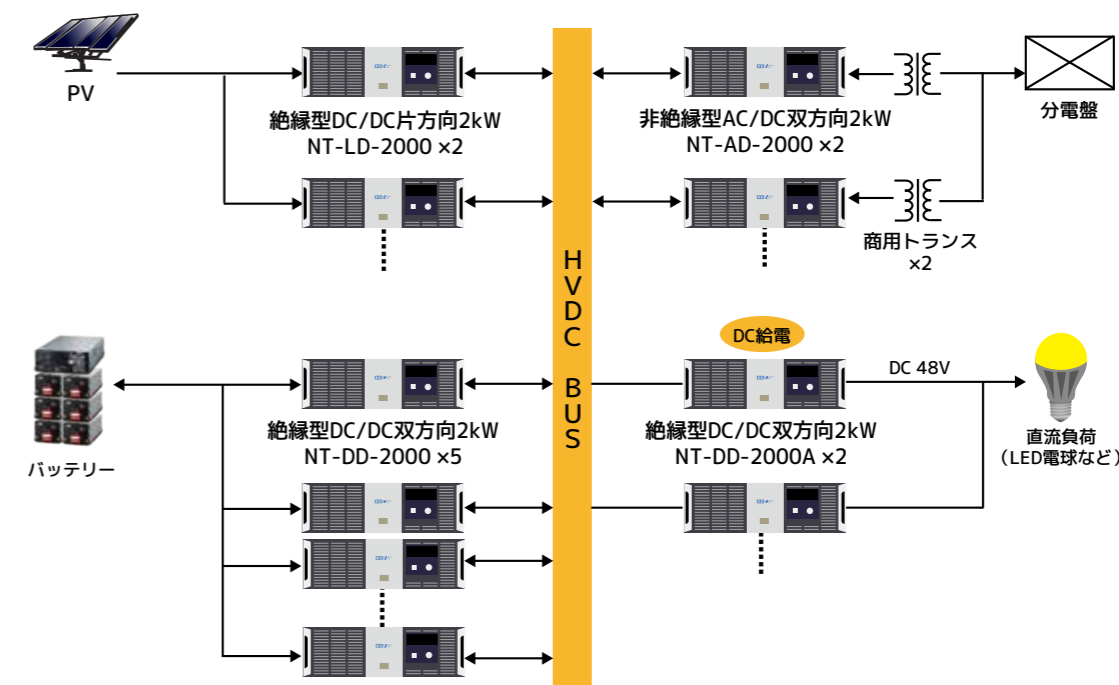 PV
絶縁型DC/DC片方向2kW
NT-LD-2000 ×2
非絶縁型AC/DC双方向2kW
NT-AD-2000 ×2
分電盤
商用トランス
×2
HVDC BUS
DC給電
DC 48V
バッテリー
絶縁型DC/DC双方向2kW
NT-DD-2000 ×5
絶縁型DC/DC双方向2kW
NT-DD-2000A ×2
直流負荷
（LED電球など）